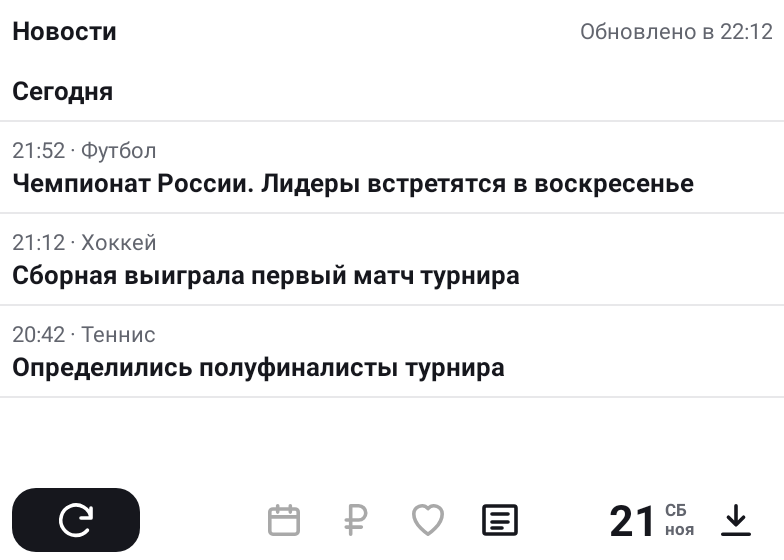 Новости
Обновлено в 22:12
Сегодня
21:52 · Футбол
Чемпионат России. Лидеры встретятся в воскресенье
21:12 · Хоккей
Сборная выиграла первый матч турнира
20:42 · Теннис
Определились полуфиналисты турнира
21
СБ
ноя